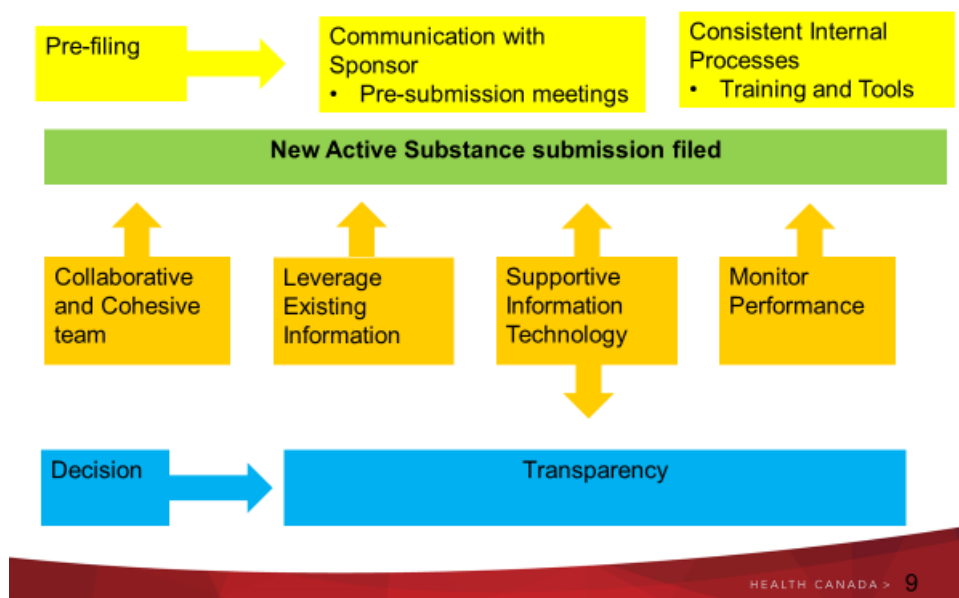 Pre-filing
Communication with
Sponsor
• Pre-submission meetings
Consistent Internal
Processes
• Training and Tools
New Active Substance submission filed
Collaborative
and Cohesive
team
Leverage
Existing
Information
Supportive
Information
Technology
Monitor
Performance
Decision
Transparency
HEALTH CANADA > 9